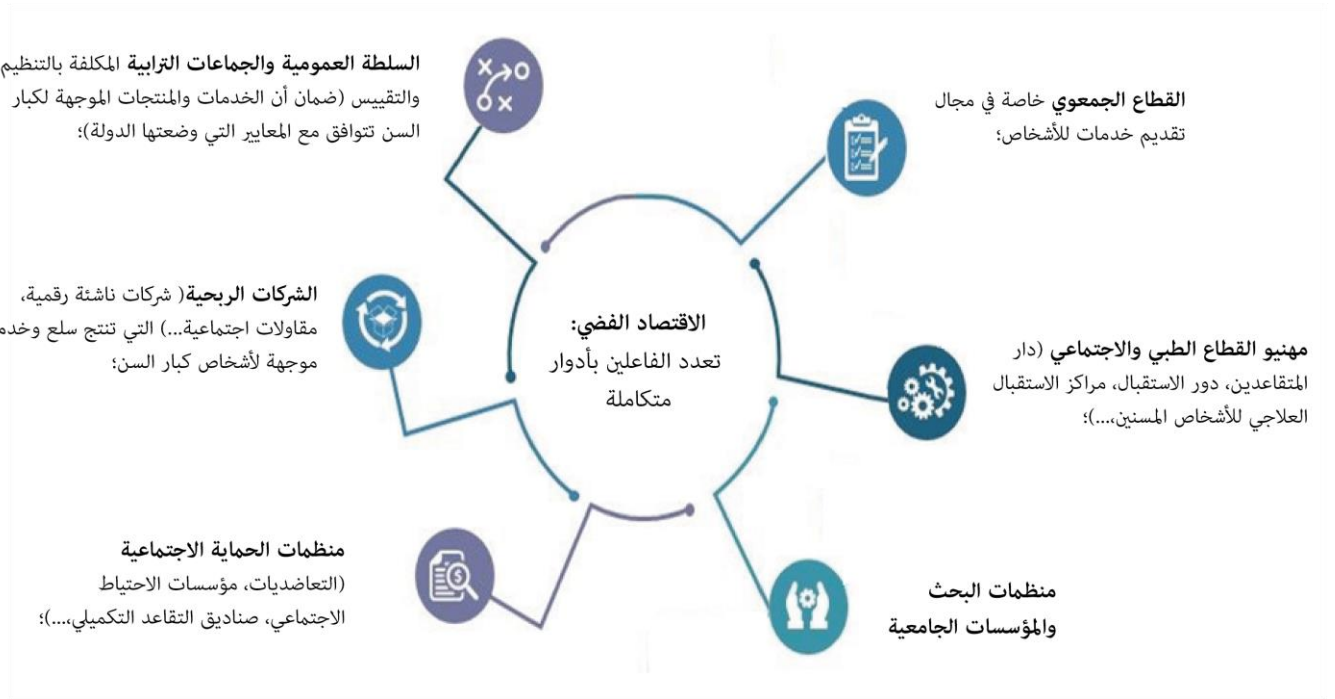 القطاع الجمعوي خاصة في مجال
تقديم خدمات للأشخاص؛
السلطة العمومية والجماعات الترابية المكلفة بالتنظيم
والتقييس (ضمان أن الخدمات والمنتجات الموجهة لكبار
السن تتوافق مع المعايير التي وضعتها الدولة)؛
الاقتصاد الفضي:
تعدد الفاعلين بأدوار
متكاملة
مهنيو القطاع الطبي والاجتماعي (دار
المتقاعدين، دور الاستقبال، مراكز الاستقبال
العلاجي للأشخاص المسنين،...)؛
الشركات الربحية( شركات ناشئة رقمية،
مقاولات اجتماعية...) التي تنتج سلع
موجهة لأشخاص كبار السن؛
منظمات البحث
والمؤسسات الجامعية
منظمات الحماية الاجتماعية
(التعاضديات، مؤسسات الاحتياط
الاجتماعي، صناديق التقاعد التكميلي،...)؛